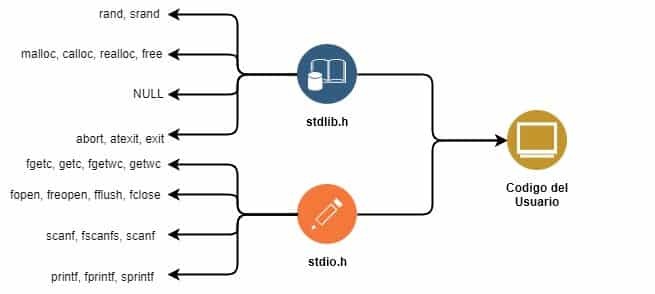 rand, srand
malloc, calloc, realloc, free
NULL
abort, atexit, exit
stdlib.h
fgetc, getc, fgetwc, getwc
fopen, freopen, fflush, fclose
scanf, fscanfs, scanf
printf, fprintf, sprintf
stdio.h
Codigo del
Usuario